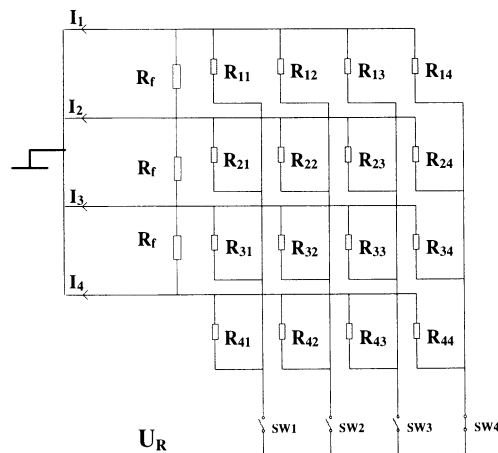 I1
Rf R11 R12 R13 R14
I2
Rf R21 R22 R23 R24
I3
Rf R31 R32 R33 R34
I4
R41 R42 R43 R44
UR SW1 SW2 SW3 SW4